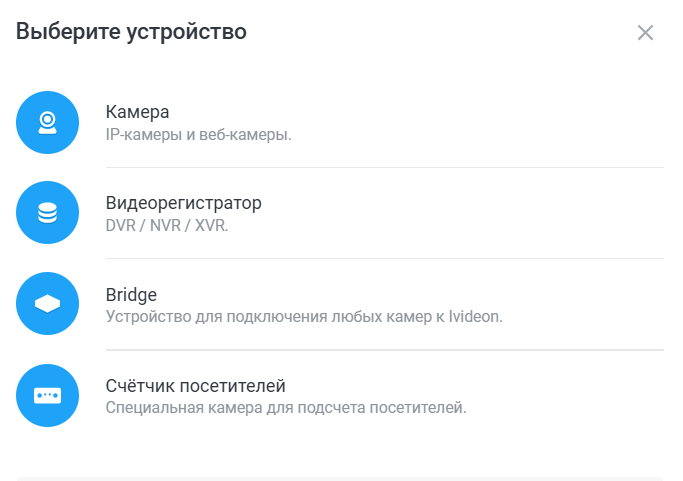 Выберите устройство
Камера
IP-камеры и веб-камеры.
Видеорегистратор
DVR / NVR / XVR.
Bridge
Устройство для подключения любых камер к Ivideon.
Счётчик посетителей
Специальная камера для подсчета посетителей.